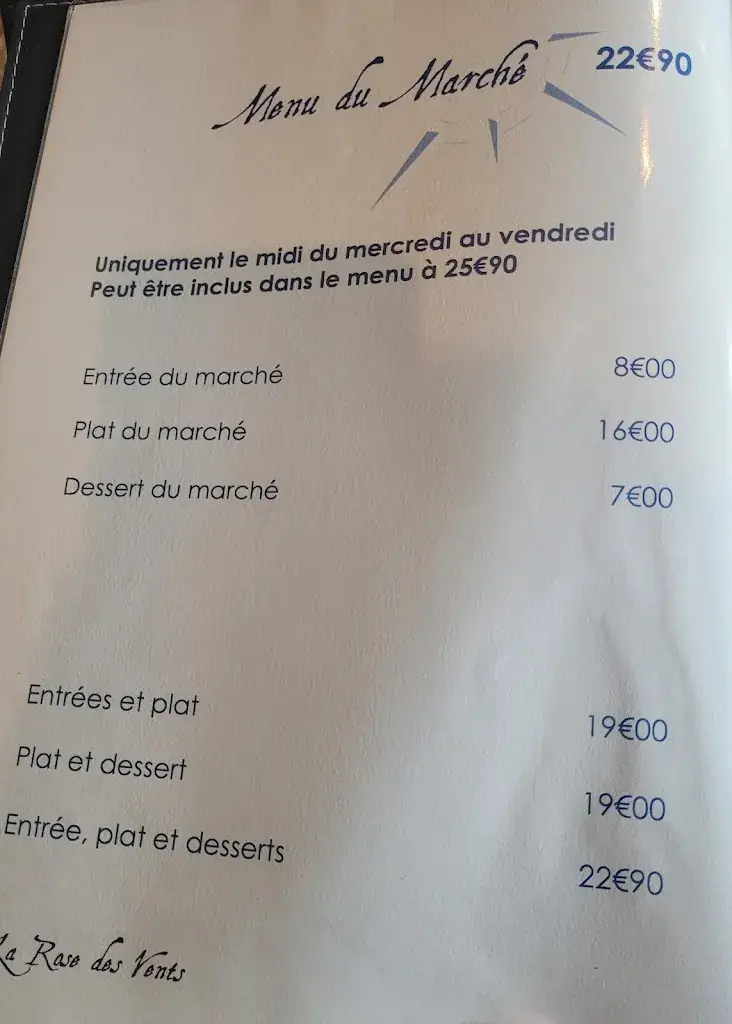 Menu du Marché 22€90
Uniquement le midi du mercredi au vendredi
Peut être inclus dans le menu à 25€90
Entrée du marché 8€00
Plat du marché 16€00
Dessert du marché 7€00
Entrées et plat 19€00
Plat et dessert 19€00
Entrée, plat et desserts 22€90
La Rose des Vents